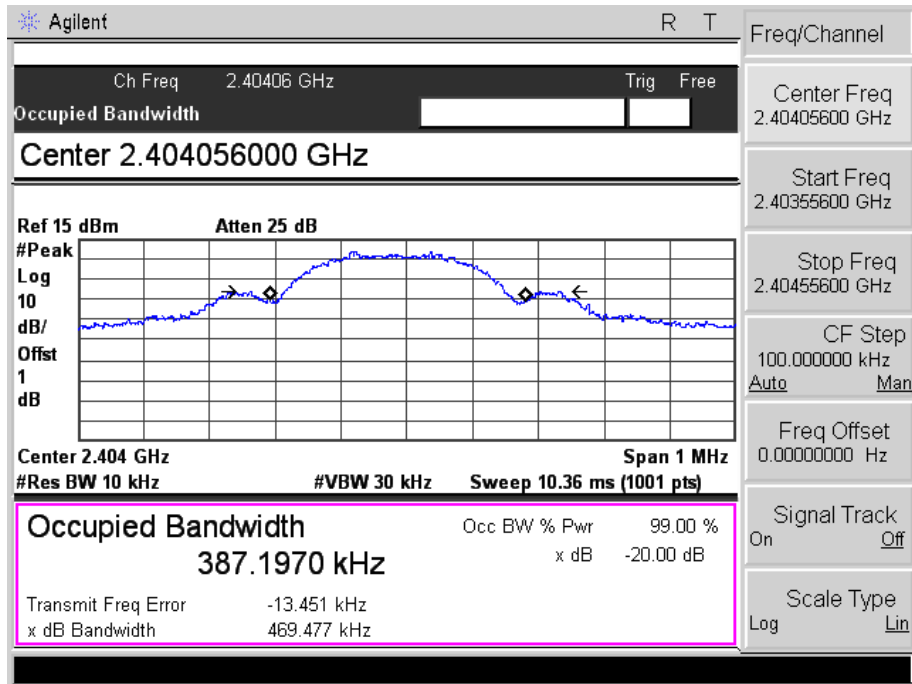 Agilent R T
Ch Freq 2.40406 GHz Trig Free
Occupied Bandwidth
Center 2.404056000 GHz
Ref 15 dBm Atten 25 dB
#Peak
Log
10
dB/
Offst
1
dB
Center 2.404 GHz Span 1 MHz
#Res BW 10 kHz #VBW 30 kHz Sweep 10.36 ms (1001 pts)
Occupied Bandwidth Occ BW % Pwr 99.00 %
387.1970 kHz x dB -20.00 dB
Transmit Freq Error -13.451 kHz
x dB Bandwidth 469.477 kHz
Freq/Channel
Center Freq
2.40405600 GHz
Start Freq
2.40355600 GHz
Stop Freq
2.40455600 GHz
CF Step
100.000000 kHz
Auto Man
Freq Offset
0.00000000 Hz
Signal Track
On Off
Scale Type
Log Lin